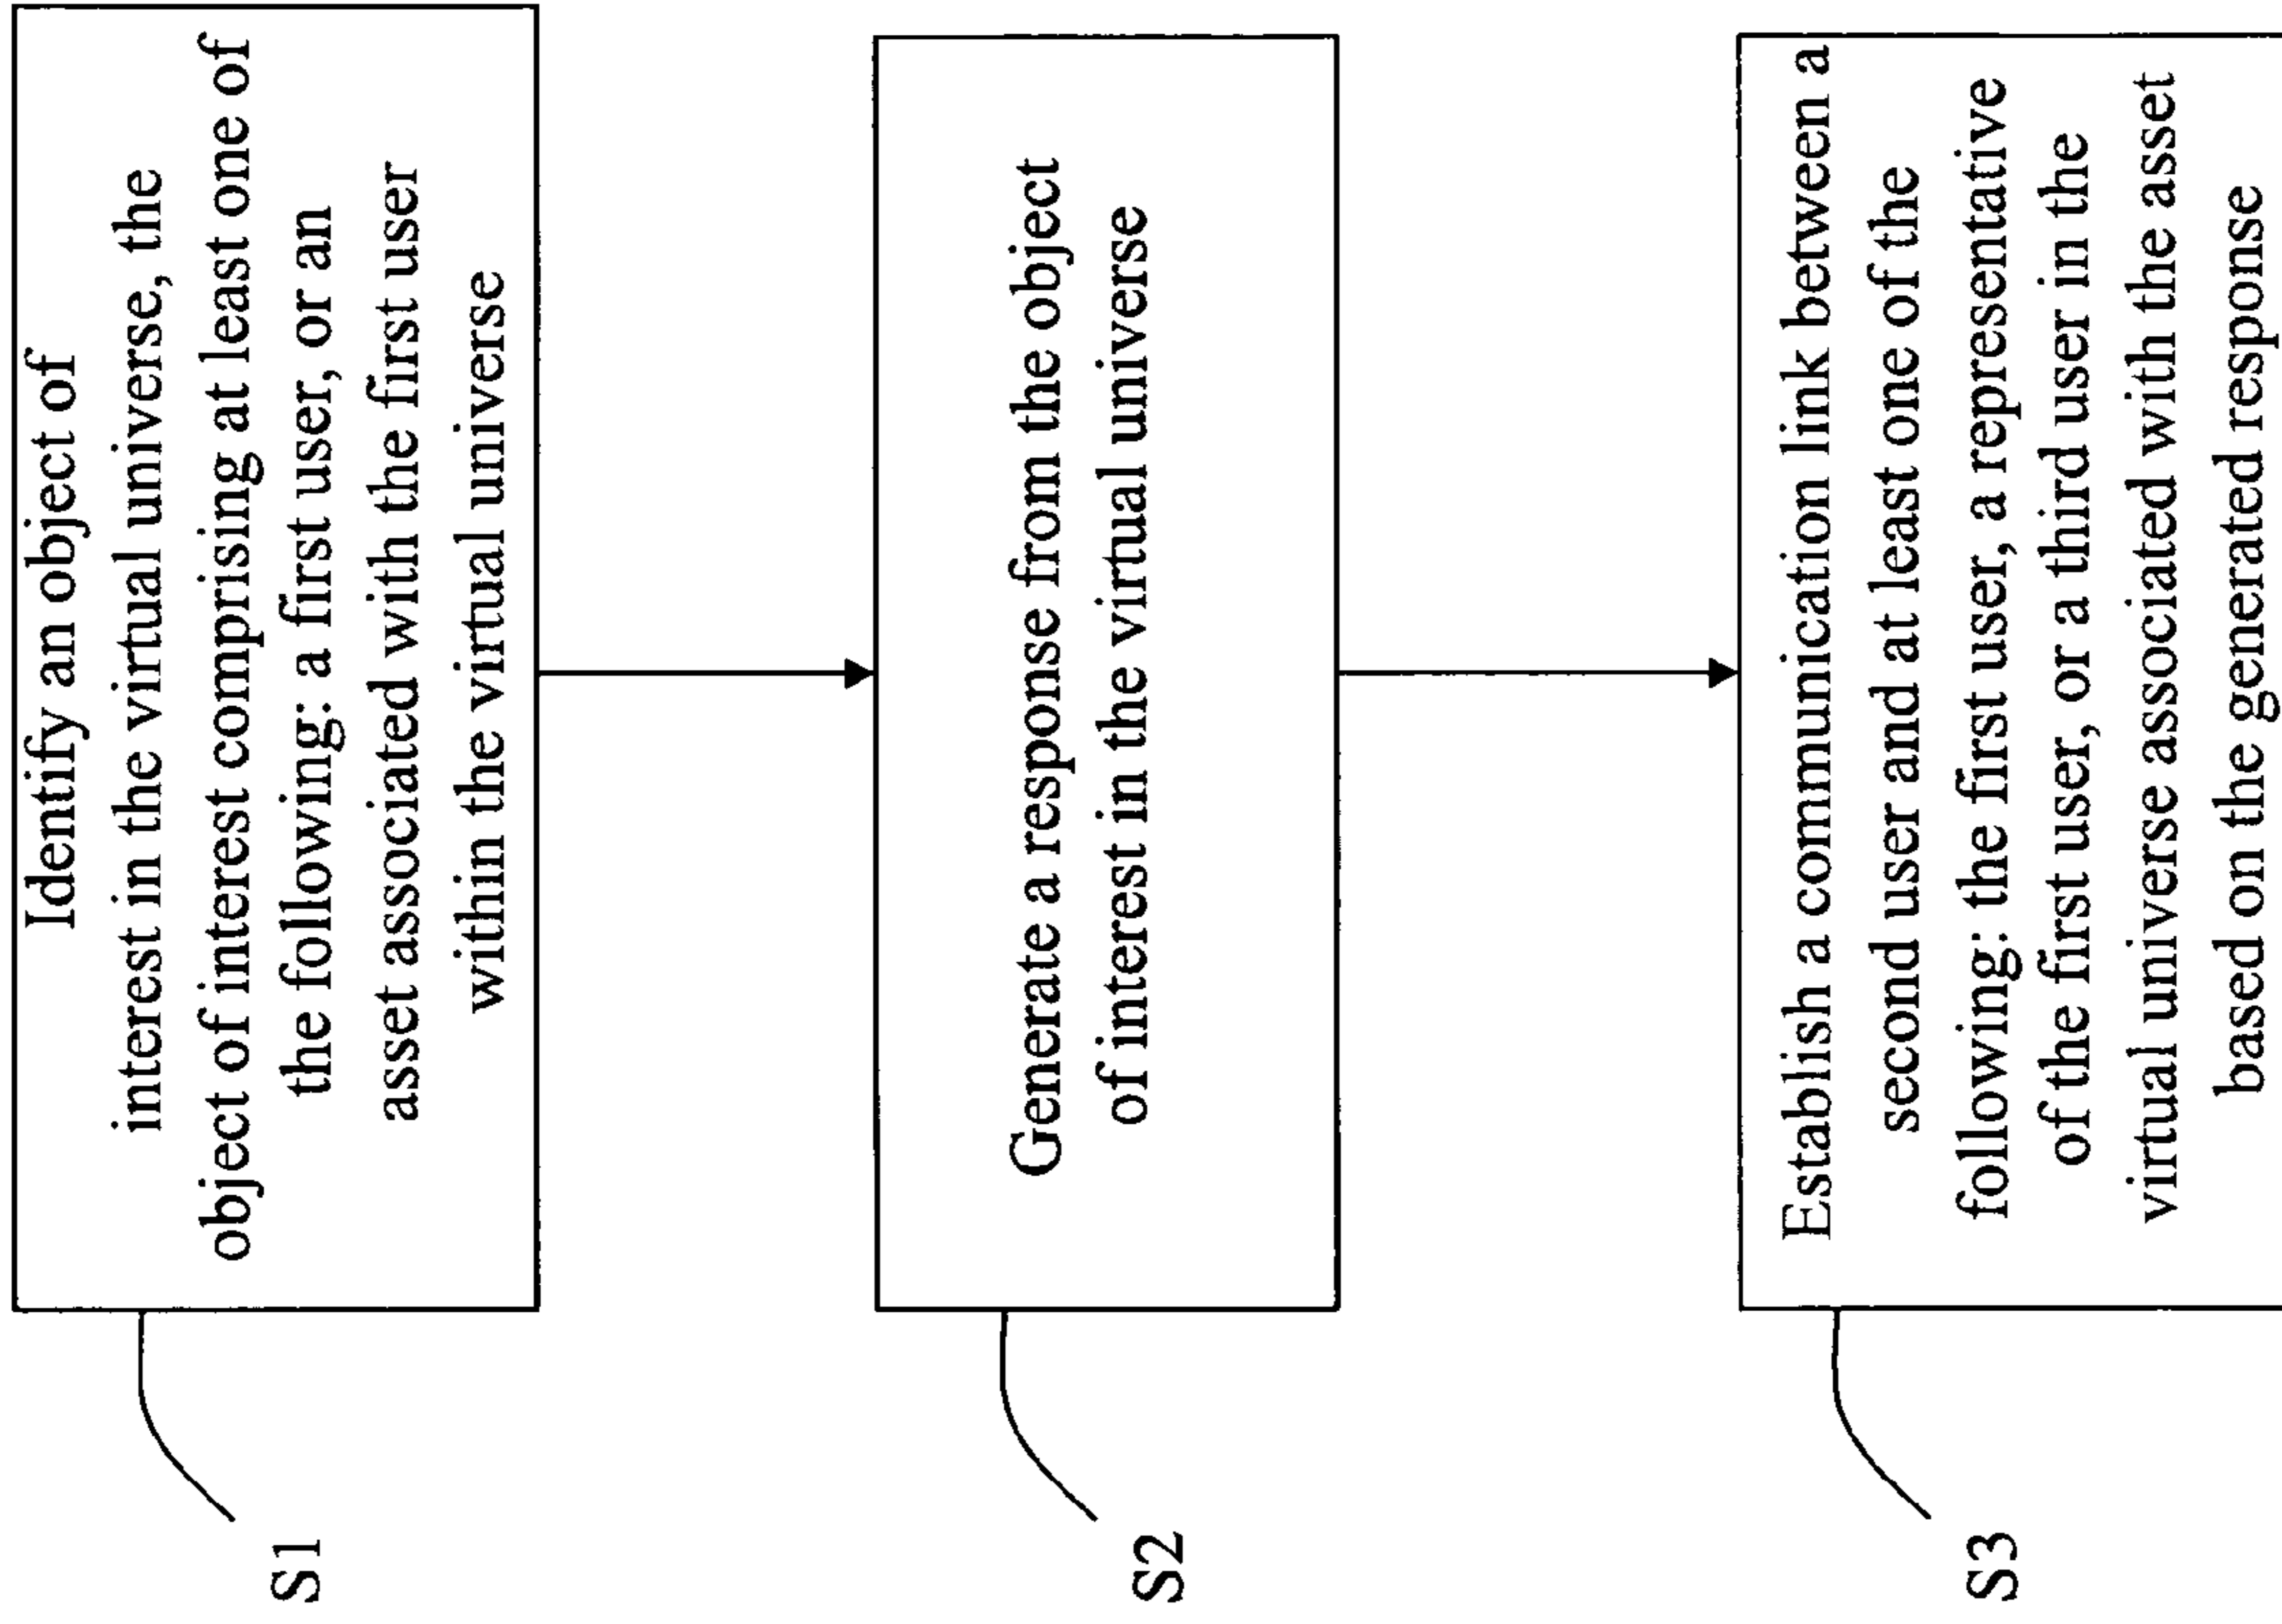 Identify an object of
interest in the virtual universe, the
object of interest comprising at least one of
the following: a first user, or an
asset associated with the first user
within the virtual universe
S1
Generate a response from the object
of interest in the virtual universe
S2
Establish a communication link between a
second user and at least one of the
following: the first user, a representative
of the first user, or a third user in the
virtual universe associated with the asset
based on the generated response
S3